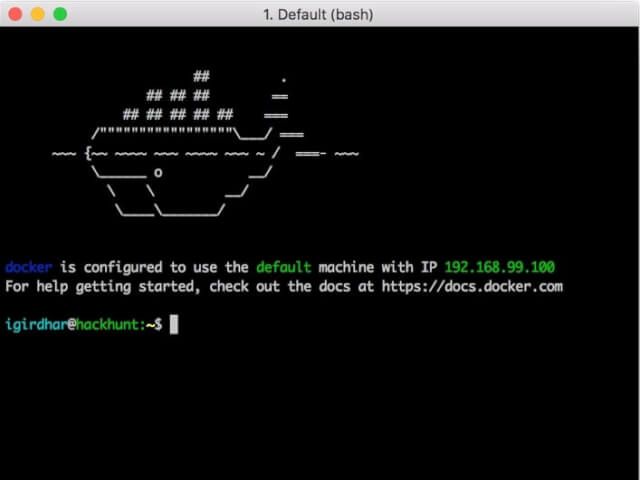 1. Default (bash)
                        ##         .
                  ## ## ##        ==
               ## ## ## ## ##    ===
           /"""""""""""""""""\___/ ===
      ~~~ {~~ ~~~~ ~~~ ~~~~ ~~~ ~ /  ===- ~~~
           \______ o           __/
             \    \         __/
              \____\_______/
docker is configured to use the default machine with IP 192.168.99.100
For help getting started, check out the docs at https://docs.docker.com
igirdhar@hackhunt:~$